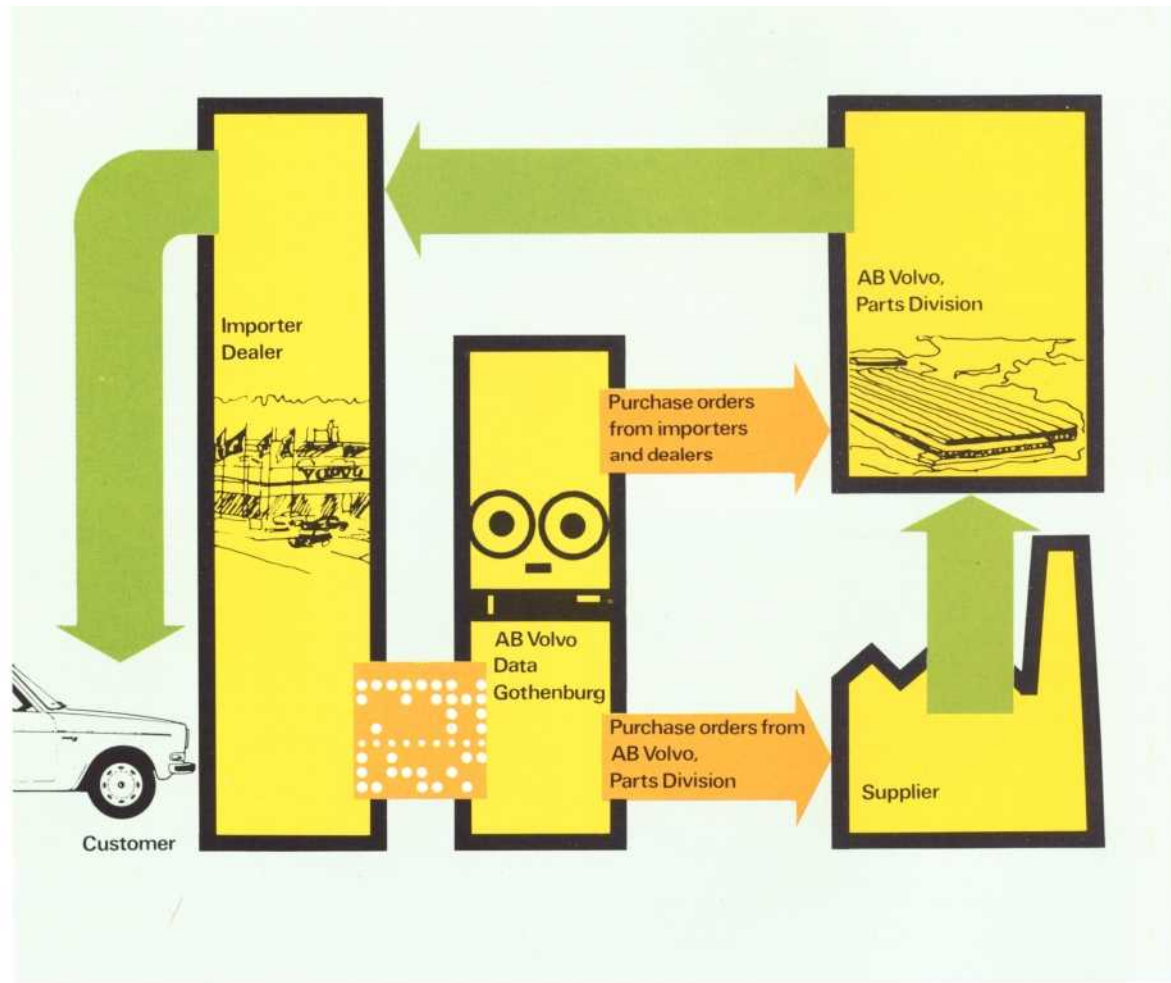 Importer
Dealer
AB Volvo,
Parts Division
Purchase orders
from importers
and dealers
AB Volvo
Data
Gothenburg
Purchase orders from
AB Volvo,
Parts Division
Supplier
Customer
VOLVO